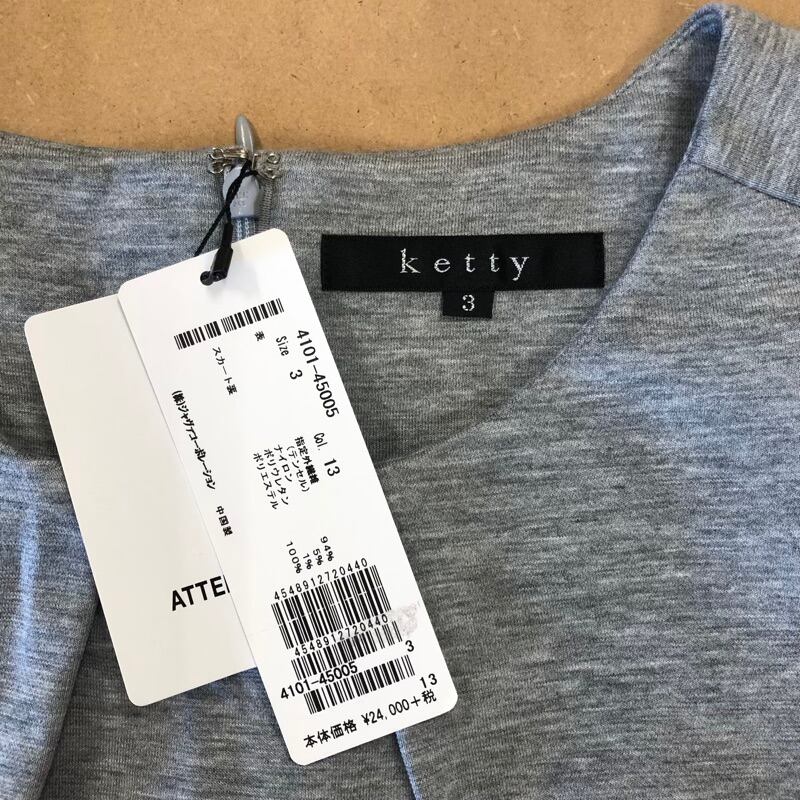 ketty
3
4101-45005
Size 3 Col. 13
表
指定外繊維
(テンセル) 94%
ナイロン 5%
ポリウレタン 1%
スカート裏
ポリエステル 100%
(株)ジャヴァコーポレーション 中国製
4548912720440
4548912720440
3
4101-45005 13
本体価格 ¥24,000+税